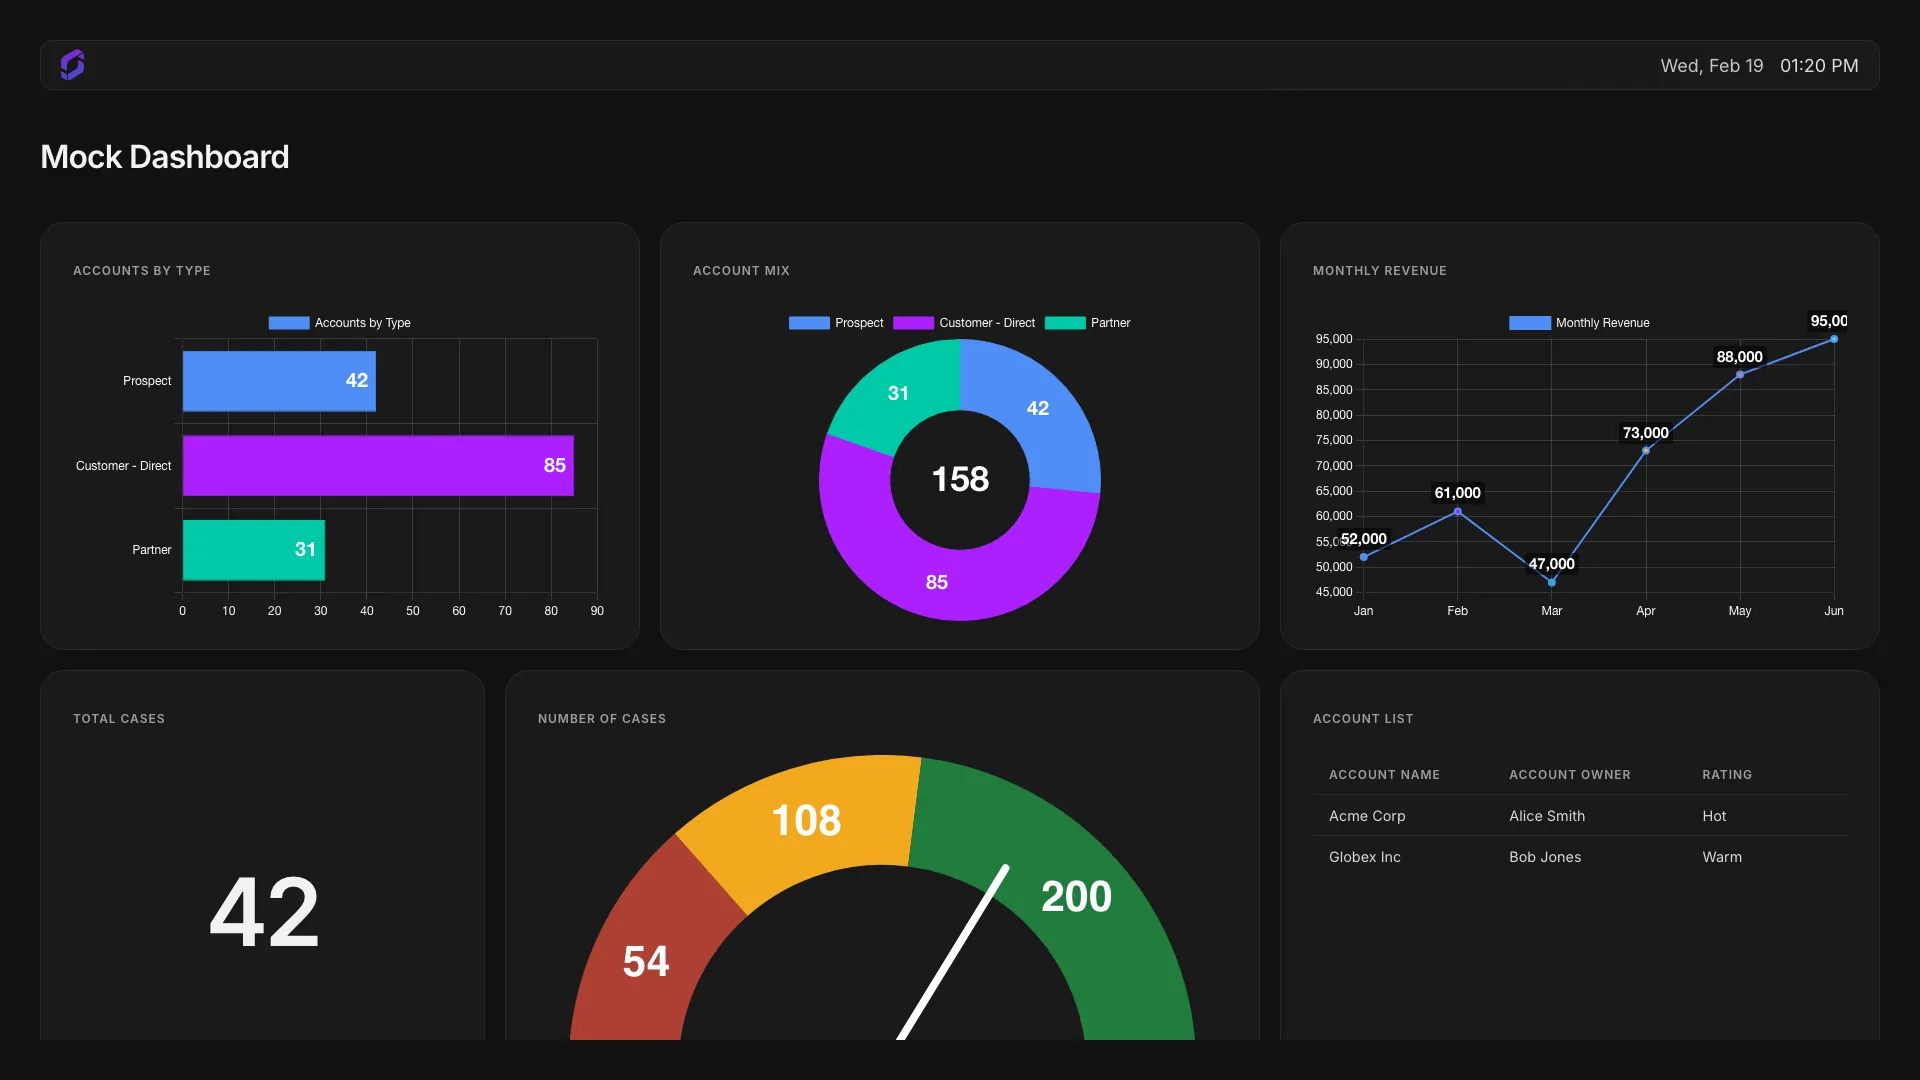 Wed, Feb 19 01:20 PM
Mock Dashboard
ACCOUNTS BY TYPE
Accounts by Type
Prospect
42
Customer - Direct
85
Partner
31
0 10 20 30 40 50 60 70 80 90
ACCOUNT MIX
Prospect Customer - Direct Partner
31
42
158
85
MONTHLY REVENUE
Monthly Revenue
95,00
95,000
90,000
88,000
85,000
80,000
75,000
73,000
70,000
65,000
61,000
60,000
55,0
52,000
50,000
47,000
45,000
Jan Feb Mar Apr May Jun
TOTAL CASES
42
NUMBER OF CASES
108
200
54
ACCOUNT LIST
ACCOUNT NAME ACCOUNT OWNER RATING
Acme Corp Alice Smith Hot
Globex Inc Bob Jones Warm